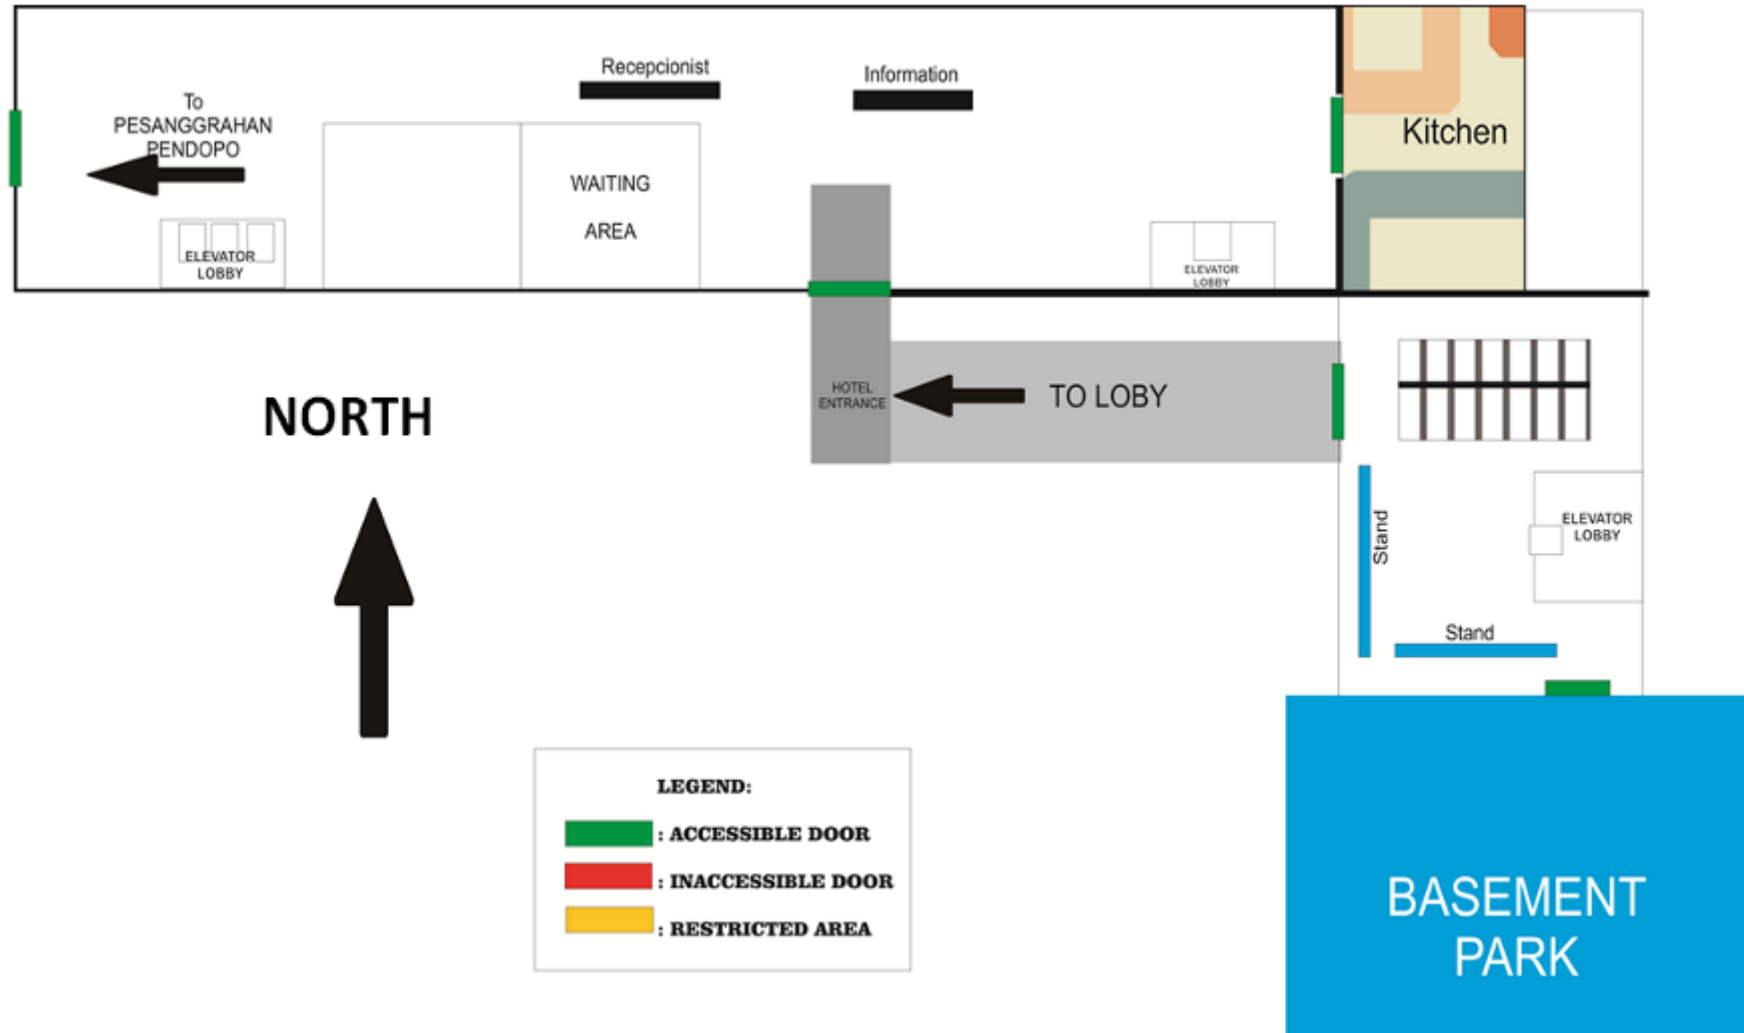 Recepcionist
Information
To
PESANGGRAHAN
PENDOPO
Kitchen
WAITING
AREA
ELEVATOR
LOBBY
ELEVATOR
LOBBY
HOTEL
ENTRANCE
TO LOBY
NORTH
Stand
ELEVATOR
LOBBY
Stand
LEGEND:
: ACCESSIBLE DOOR
: INACCESSIBLE DOOR
: RESTRICTED AREA
BASEMENT
PARK